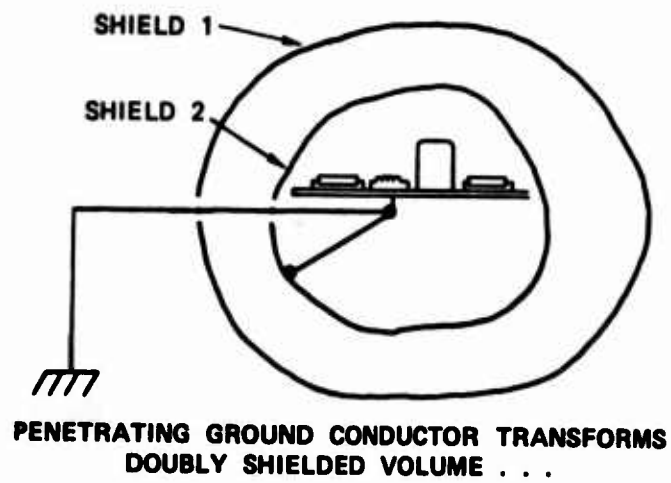 SHIELD 1
SHIELD 2
PENETRATING GROUND CONDUCTOR TRANSFORMS
DOUBLY SHIELDED VOLUME . . .